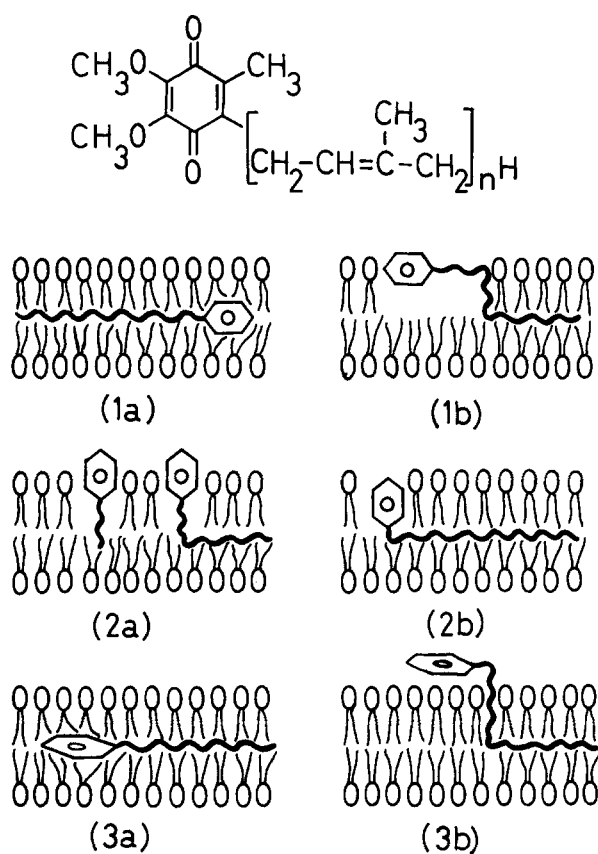 O
CH3O CH3
CH3O
O
CH3
[CH2-CH=C-CH2]nH
(1a) (1b)
(2a) (2b)
(3a) (3b)